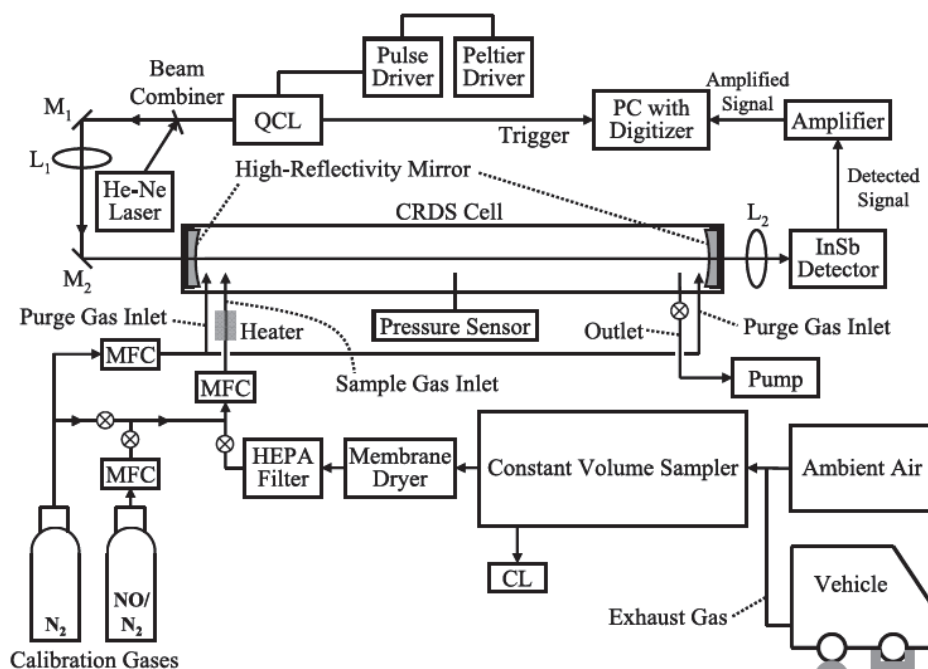 Pulse
Driver
Peltier
Driver
Beam
Combiner
Amplified
Signal
M1
QCL
PC with
Digitizer
Amplifier
Trigger
L1
High-Reflectivity Mirror
He-Ne
Laser
Detected
Signal
CRDS Cell
L2
InSb
Detector
M2
Purge Gas Inlet
Heater
Pressure Sensor
Outlet
Purge Gas Inlet
MFC
Sample Gas Inlet
Pump
MFC
HEPA
Filter
Membrane
Dryer
Constant Volume Sampler
Ambient Air
MFC
CL
Vehicle
N2
NO/
N2
Exhaust Gas
Calibration Gases